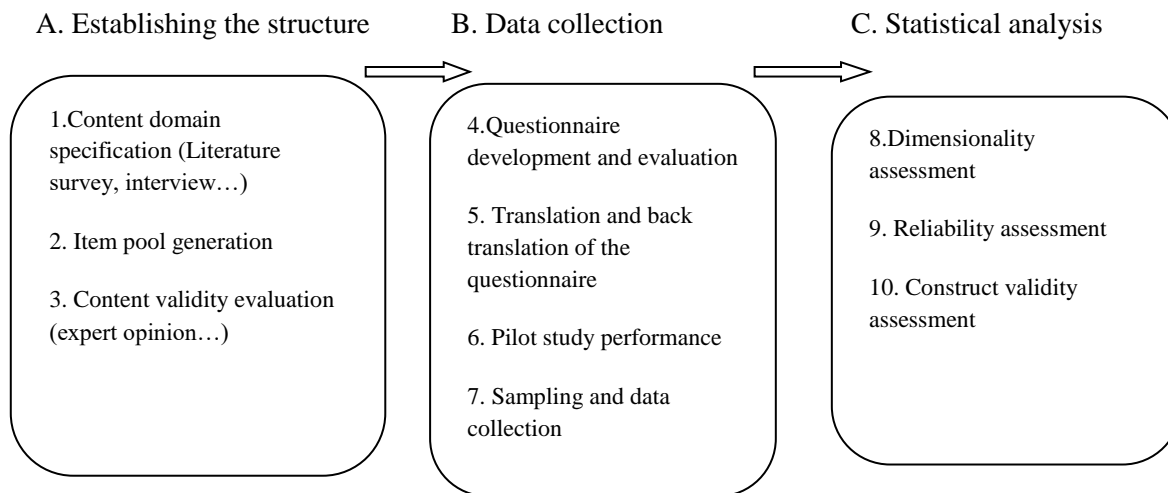 A. Establishing the structure
B. Data collection
C. Statistical analysis
1.Content domain
specification (Literature
survey, interview…)
2. Item pool generation
3. Content validity evaluation
(expert opinion…)
4.Questionnaire
development and evaluation
5. Translation and back
translation of the
questionnaire
6. Pilot study performance
7. Sampling and data
collection
8.Dimensionality
assessment
9. Reliability assessment
10. Construct validity
assessment